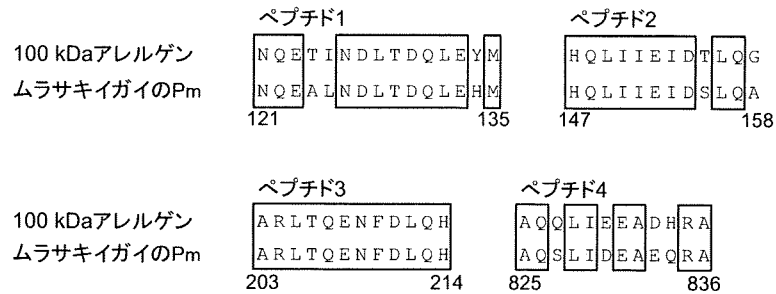 ペプチド1 ペプチド2
100 kDaアレルゲン NQETINDLTDQLEYM HQLIIEIDTLQG
ムラサキイガイのPm NQEALNDLTDQLEHM HQLIIEIDSLQA
121 135 147 158
ペプチド3 ペプチド4
100 kDaアレルゲン ARLTQENFDLQH AQQLIEEADHRA
ムラサキイガイのPm ARLTQENFDLQH AQSLIDEAEQRA
203 214 825 836